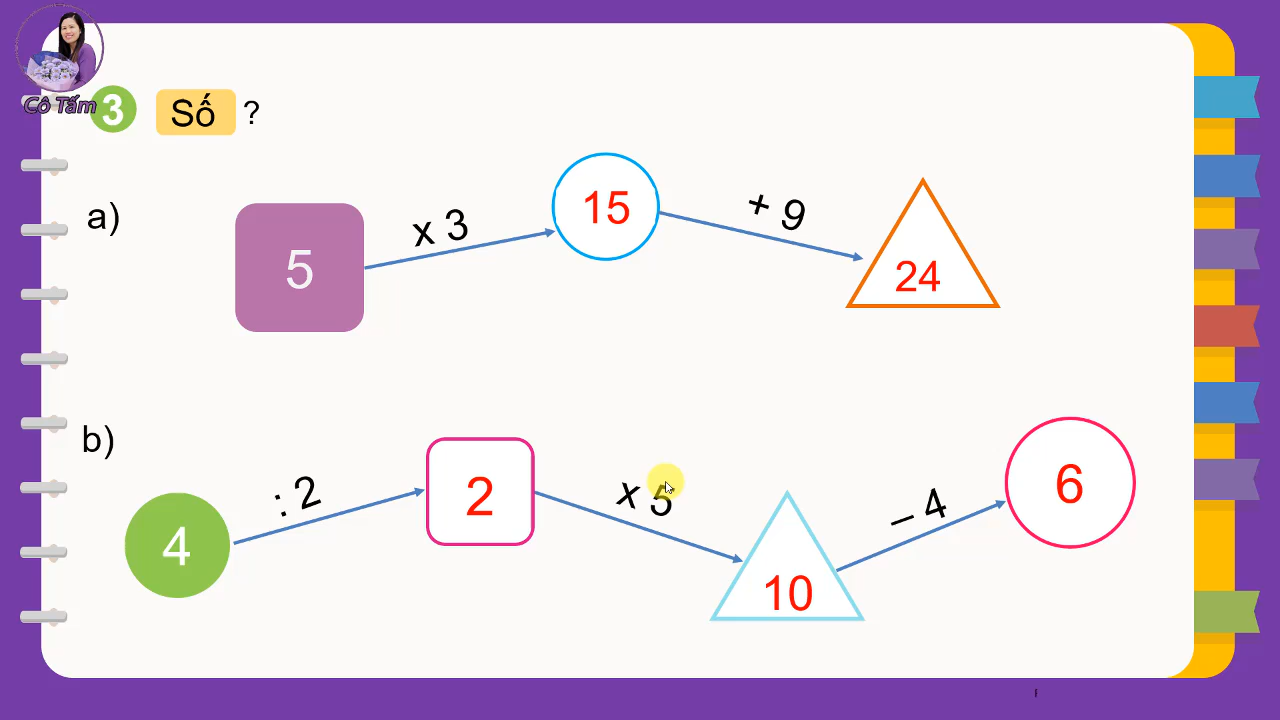 Cô Tấm
3 Số ?
a)
5
x 3
15
+ 9
24
b)
4
: 2
2
x 5
10
– 4
6